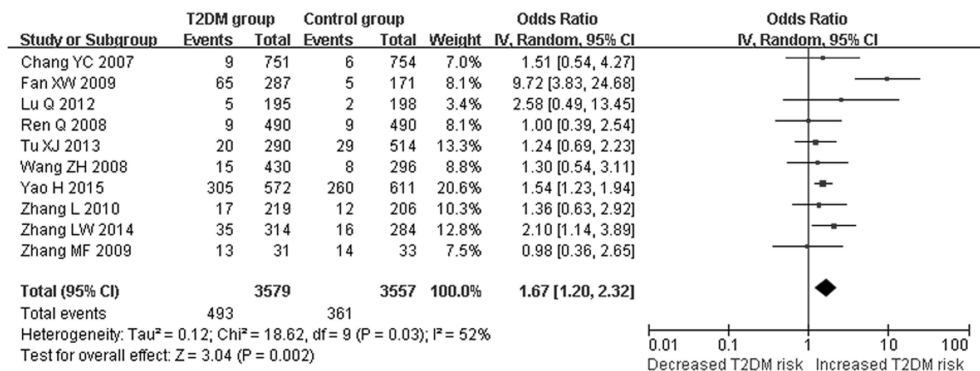 T2DM group Control group Odds Ratio Odds Ratio
Study or Subgroup Events Total Events Total Weight IV, Random, 95% CI IV, Random, 95% CI
Chang YC 2007 9 751 6 754 7.0% 1.51 [0.54, 4.27]
Fan XW 2009 65 287 5 171 8.1% 9.72 [3.83, 24.68]
Lu Q 2012 5 195 2 198 3.4% 2.58 [0.49, 13.45]
Ren Q 2008 9 490 9 490 8.1% 1.00 [0.39, 2.54]
Tu XJ 2013 20 290 29 514 13.3% 1.24 [0.69, 2.23]
Wang ZH 2008 15 430 8 296 8.8% 1.30 [0.54, 3.11]
Yao H 2015 305 572 260 611 20.6% 1.54 [1.23, 1.94]
Zhang L 2010 17 219 12 206 10.3% 1.36 [0.63, 2.92]
Zhang LW 2014 35 314 16 284 12.8% 2.10 [1.14, 3.89]
Zhang MF 2009 13 31 14 33 7.5% 0.98 [0.36, 2.65]
Total (95% CI) 3579 3557 100.0% 1.67 [1.20, 2.32]
Total events 493 361
Heterogeneity: Tau² = 0.12; Chi² = 18.62, df = 9 (P = 0.03); I² = 52%
Test for overall effect: Z = 3.04 (P = 0.002)
0.01 0.1 1 10 100
Decreased T2DM risk Increased T2DM risk